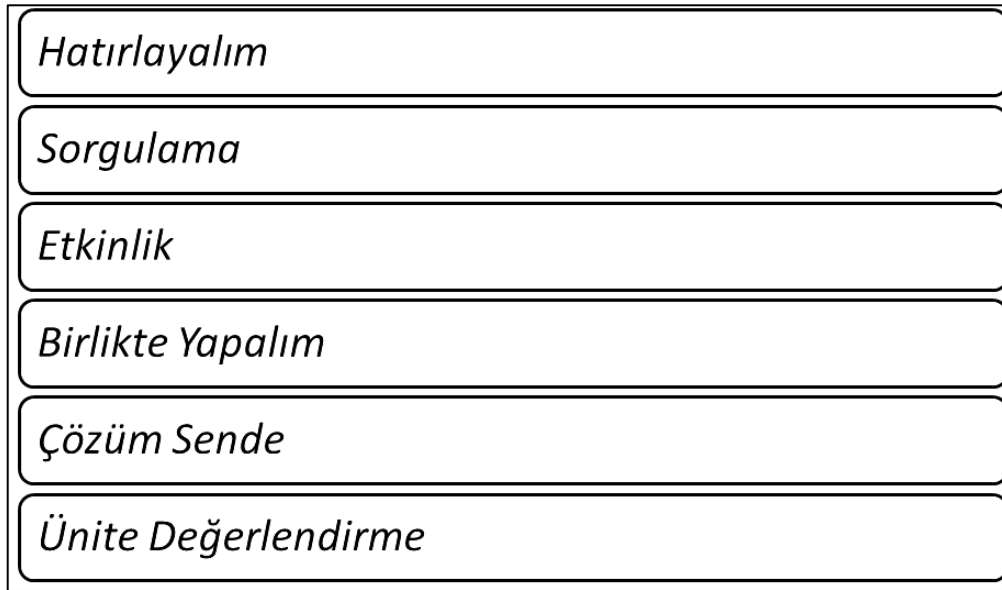 Hatırlayalım
Sorgulama
Etkinlik
Birlikte Yapalım
Çözüm Sende
Ünite Değerlendirme